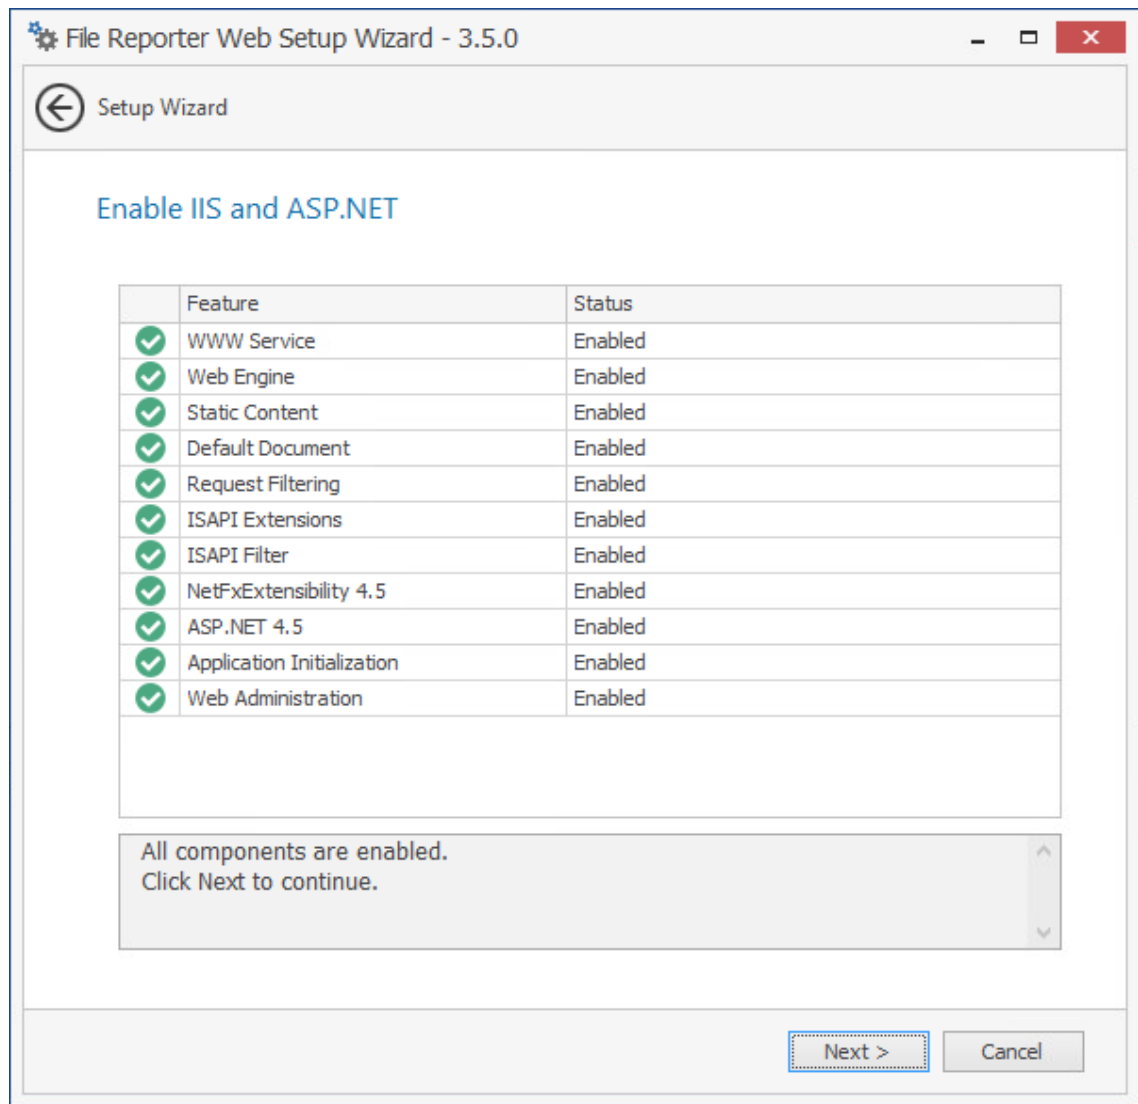 File Reporter Web Setup Wizard - 3.5.0
Setup Wizard
Enable IIS and ASP.NET
Feature Status
WWW Service Enabled
Web Engine Enabled
Static Content Enabled
Default Document Enabled
Request Filtering Enabled
ISAPI Extensions Enabled
ISAPI Filter Enabled
NetFxExtensibility 4.5 Enabled
ASP.NET 4.5 Enabled
Application Initialization Enabled
Web Administration Enabled
All components are enabled.
Click Next to continue.
Next > Cancel